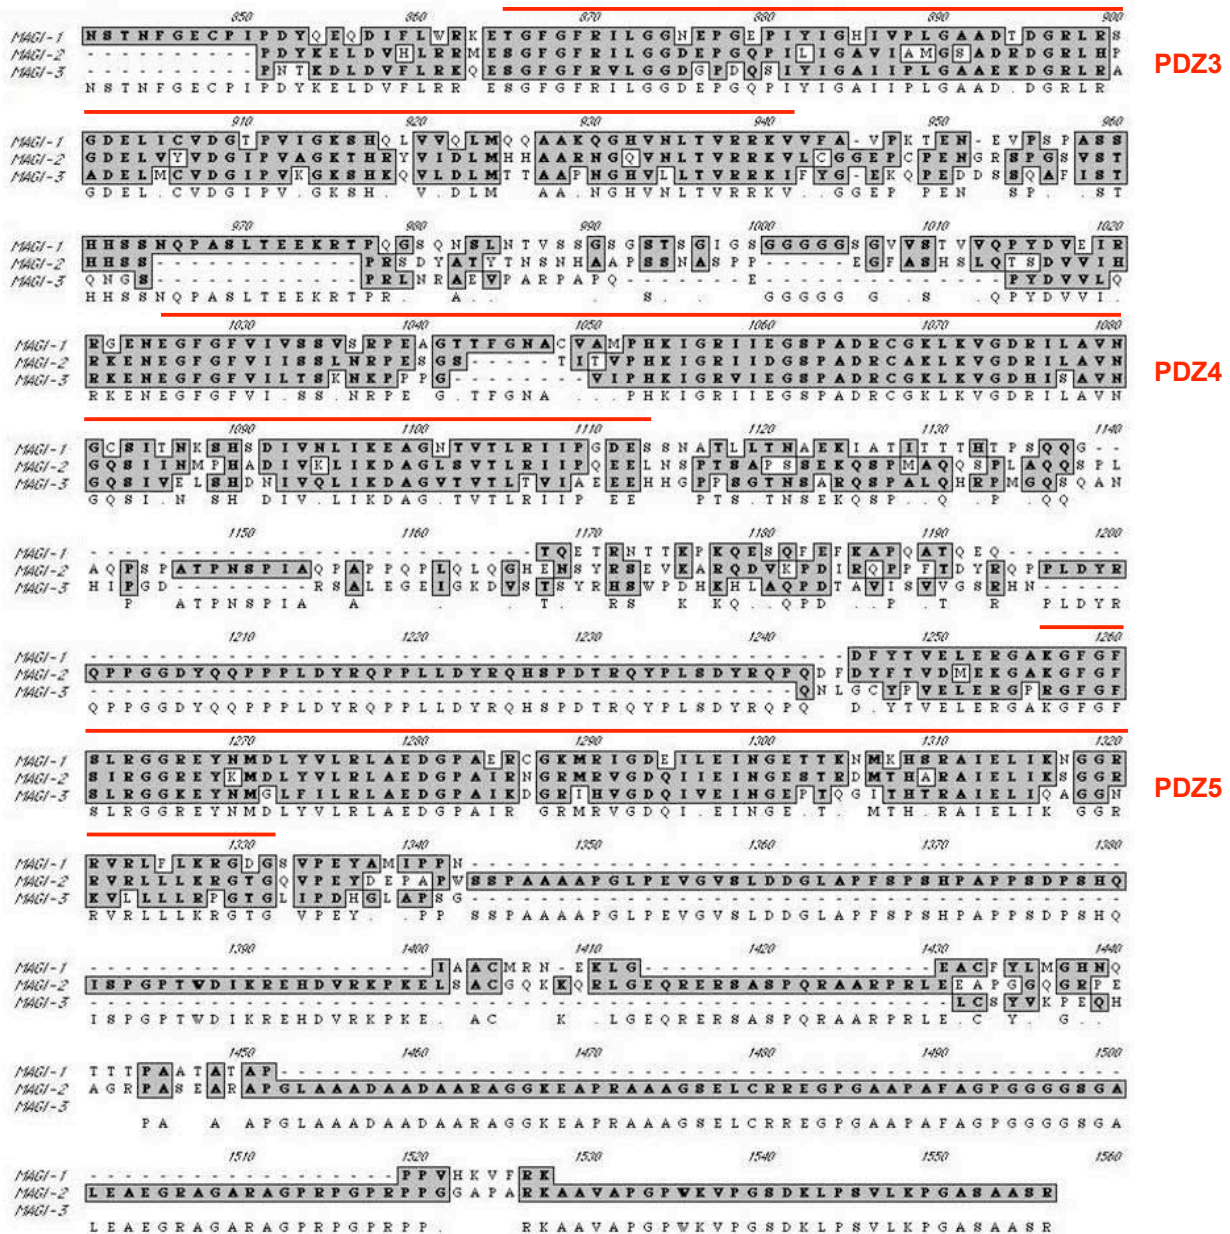 850 860 870 880 890 900
MAGI-1 NSTNFGECPIPDYQEQDIFLWRKETGFGFRILGGNEPGEPIYIGHIVPLGAADTDGRLRS
MAGI-2 ----------PDYKELDVHLRRMESGFGFRILGGDEPGQPILIGAVIAMGSADRDGRLHP
MAGI-3 ----------PNTKDLDVFLRKQESGFGFRVLGGDGPDQSIYIGAIIPLGAAEKDGRLRA
NSTNFGECPIPDYKELDVFLRR ESGFGFRILGGDEPGQPIYIGAIIPLGAAD.DGRLR
PDZ3
910 920 930 940 950 960
MAGI-1 GDELICVDGTPVIGKSHQLVVQLMQQAAKQGHVNLTVRRKVVFA-VPKTEN-EVPSPASS
MAGI-2 GDELVYVDGIPVAGKTHRYVIDLMHHAARNGQVNLTVRRKVLCGGEPCPENGRSPGSVST
MAGI-3 ADELMCVDGIPVKGKSHKQVLDLMTTAAPNGHVLLTVRRKIFYG-EKQPEDDSSQAFIST
GDEL.CVDGIPV.GKSH. V.DLM AA.NGHVNLTVRRKV. GGEP PEN SP. .ST
970 980 990 1000 1010 1020
MAGI-1 HHSSNQPASLTEEKRTPQGSQNSLNTVSSGSGSTSGIGSGGGGGSGVVSTVVQPYDVEIR
MAGI-2 HHSS------------PRSDYATYTNSNHAAPSSNASPP-----EGFASHSLQTSDVVIH
MAGI-3 QNGS------------PRLNRAEVPARPAPQ-------E-------------PYDVVLQ
HHSSNQPASLTEEKRTPR. A. . S. . GGGGG G. S .QPYDVVI.
1030 1040 1050 1060 1070 1080
MAGI-1 RGENEGFGFVIVSSVSRPEAGTTFGNACVAMPHKIGRIIEGSPADRCGKLKVGDRILAVN
MAGI-2 RKENEGFGFVIISSLNRPESGS-----TITVPHKIGRIIDGSPADRCAKLKVGDRILAVN
MAGI-3 RKENEGFGFVILTSKNKPPPG--------VIPHKIGRVIEGSPADRCGKLKVGDHISAVN
RKENEGFGFVI.SS.NRPE G.TFGNA ..PHKIGRIIEGSPADRCGKLKVGDRILAVN
PDZ4
1090 1100 1110 1120 1130 1140
MAGI-1 GCSITNKSHSDIVNLIKEAGNTVTLRIIPGDESSNATLLTNAEKIATITTTHTPSQQG--
MAGI-2 GQSIINMPHADIVKLIKDAGLSVTLRIIPQEELNSPTSAPSSEKQSPMAQQSPLAQQSPL
MAGI-3 GQSIVELSHDNIVQLIKDAGVTVTLTVIAEEEHHGPPSGTNSARQSPALQHRPMGQSQAN
GQSI.N SH DIV.LIKDAG.TVTLRIIP EE PTS.TNSEKQSP..Q .P.QQ
1150 1160 1170 1180 1190 1200
MAGI-1 --------------------------TQETRNTTKPKQESQFEFKAPQATQEQ-------
MAGI-2 AQPSPATPNSPIAQPAPPQPLQLQGHENSYRSEVKARQDVKPDIRQPPFTDYRQPPLDYR
MAGI-3 HIPGD--------RSALEGEIGKDVSTSYRHSWPDHKHLAQPDTAVISVVGSRHN-----
P ATPNSPIA A . .T. RS K KQ..QPD ..P .T R PLDYR
1210 1220 1230 1240 1250 1260
MAGI-1 --------------------------------------------DFYTVELERGAKGFGF
MAGI-2 QPPGGDYQQPPPLDYRQPPLLDYRQHSPDTRQYPLSDYRQPQDFDYFTVDMEKGAKGFGF
MAGI-3 -----------------------------------------QNLGCYPVELERGPRGFGF
QPPGGDYQQPPPLDYRQPPLLDYRQHSPDTRQYPLSDYRQPQ D.YTVELERGAKGFGF
1270 1280 1290 1300 1310 1320
MAGI-1 SLRGGREYNMDLYVLRLAEDGPAERCGKMRIGDEILEINGETTKNMKHSRAIELIKNGGR
MAGI-2 SIRGGREYKMDLYVLRLAEDGPAIRNGRMRVGDQIIEINGESTRDMTHARAIELIKSGGR
MAGI-3 SLRGGKEYNMGLFILRLAEDGPAIKDGRIHVGDQIVEINGEPTQGITHTRAIELIQAGGN
SLRGGREYNMDLYVLRLAEDGPAIR GRMRVGDQI.EINGE.T. MTH.RAIELIK GGR
PDZ5
1330 1340 1350 1360 1370 1380
MAGI-1 RVRLFLKRGDGSVPEYAMIPPN--------------------------------------
MAGI-2 RVRLLLKRGTGQVPEYDEPAPWSSPAAAAPGLPEVGVSLDDGLAPFSPSHPAPPSDPSHQ
MAGI-3 KVLLLLRPGTGLIPDHGLAPSG--------------------------------------
RVRLLLKRGTG VPEY. .PP SSPAAAAPGLPEVGVSLDDGLAPFSPSHPAPPSDPSHQ
1390 1400 1410 1420 1430 1440
MAGI-1 --------------------IAACMRN-EKLG-----------------EACFYLMGHNQ
MAGI-2 ISPGPTWDIKREHDVRKPKELSACGQKKQRLGEQRERSASPQRAARPRLEEAPGGQGRPE
MAGI-3 --------------------------------------------------LCSYVKPEQH
ISPGPTWDIKREHDVRKPKE. AC K .LGEQRERSASPQRAARPRLE.C Y. G. .
1450 1460 1470 1480 1490 1500
MAGI-1 TTTPAATATAP-------------------------------------------------
MAGI-2 AGRPASEARAPGLAAADAADAARAGGKEAPRAAAGSELCRREGPGAAPAFAGPGGGGSGA
MAGI-3
PA A APGLAAADAADAARAGGKEAPRAAAGSELCRREGPGAAPAFAGPGGGGSGA
1510 1520 1530 1540 1550 1560
MAGI-1 ------------------PPVHKVFRK
MAGI-2 LEAEGRAGARAGPRPGPRPPGGAPARKAAVAPGPWKVPGSDKLPSVLKPGASAASR
MAGI-3
LEAEGRAGARAGPRPGPRPP. RKAAVAPGPWKVPGSDKLPSVLKPGASAASR